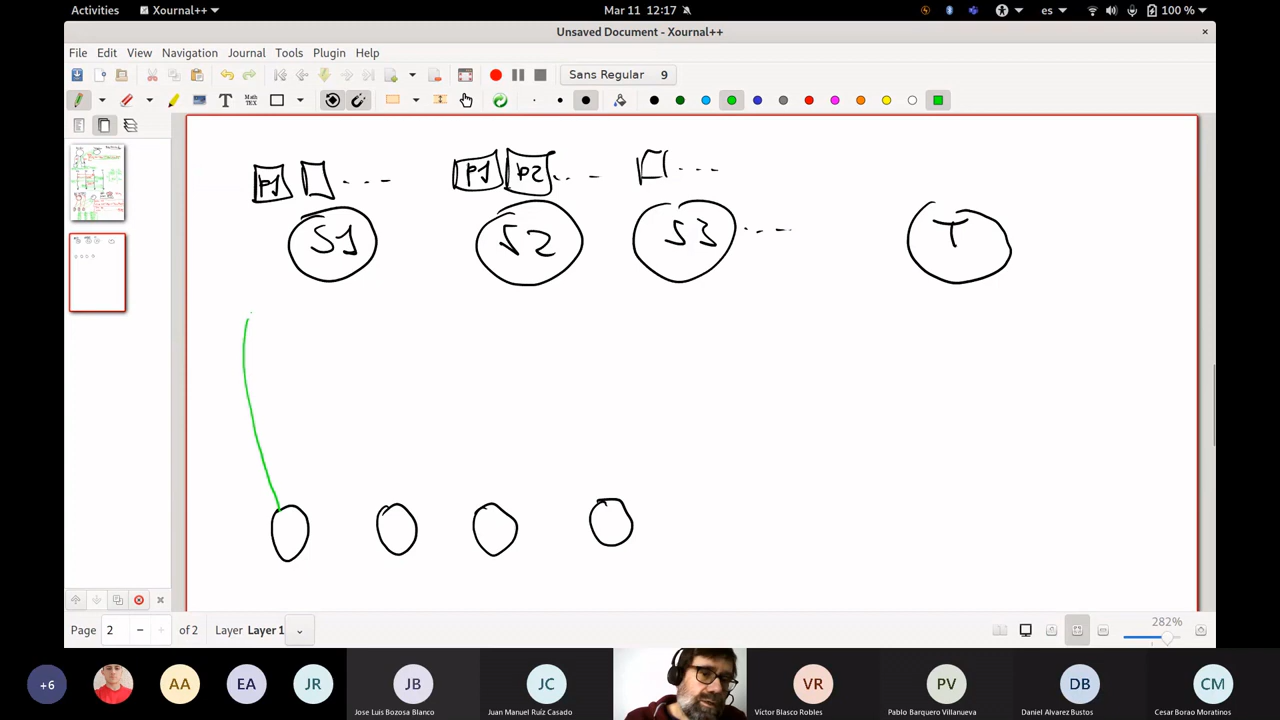 Activities Xournal++ Mar 11 12:17 es 100 %
Unsaved Document - Xournal++
File Edit View Navigation Journal Tools Plugin Help
Sans Regular 9
P1 P1 P2
S1 S2 S3 T
282%
Page 2 of 2 Layer Layer 1
+6 AA EA JR JB JC VR PV DB CM
Jose Luis Bozosa Blanco Juan Manuel Ruiz Casado Víctor Blasco Robles Pablo Barquero Villanueva Daniel Alvarez Bustos Cesar Borao Moratinos